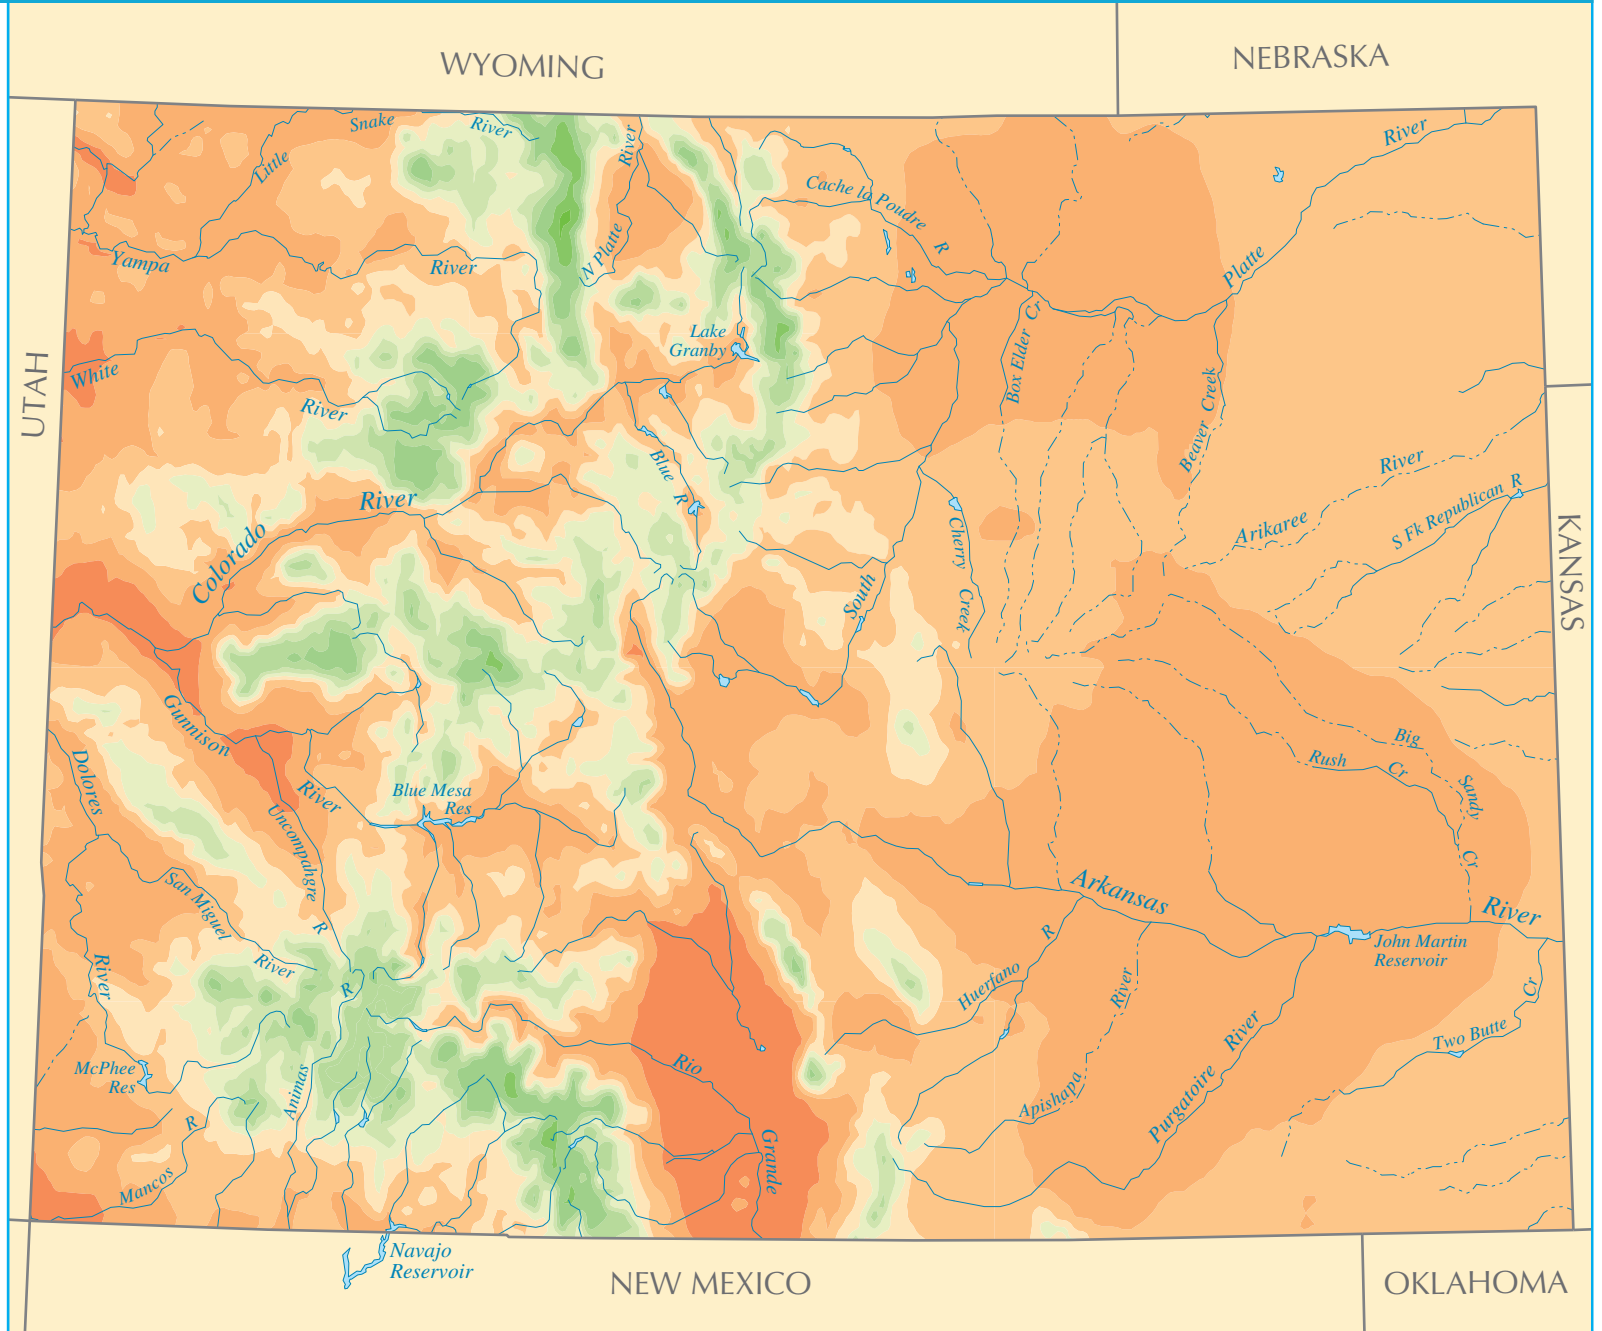 WYOMING
NEBRASKA
Snake
River
River
River
Little
Cache la Poudre
R
N Platte
Platte
Yampa
River
UTAH
Lake
Granby
Box Elder Cr
White
River
Beaver Creek
Blue R
River
River
Colorado
Arikaree
S Fk Republican R
KANSAS
Cherry
Creek
South
Gunnison
River
Dolores
River
Big
Sandy
Cr
Rush
Cr
Blue Mesa
Res
Uncompahgre
R
San Miguel
River
Arkansas
River
John Martin
Reservoir
Huerfano
R
Apishapa
River
Purgatoire
River
Two Butte
Cr
McPhee
Res
Animas
R
Rio
Grande
Mancos
R
Navajo
Reservoir
NEW MEXICO
OKLAHOMA